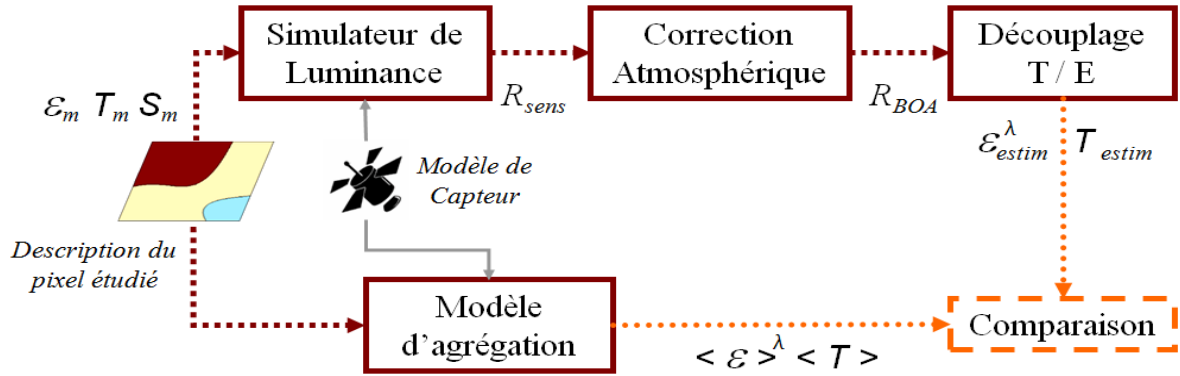 Simulateur de
Luminance
Correction
Atmosphérique
Découplage
T / E
R_sens
R_BOA
ε_m T_m S_m
ε^λ_estim T_estim
Modèle de
Capteur
Description du
pixel étudié
Modèle
d'agrégation
Comparaison
< ε >^λ < T >